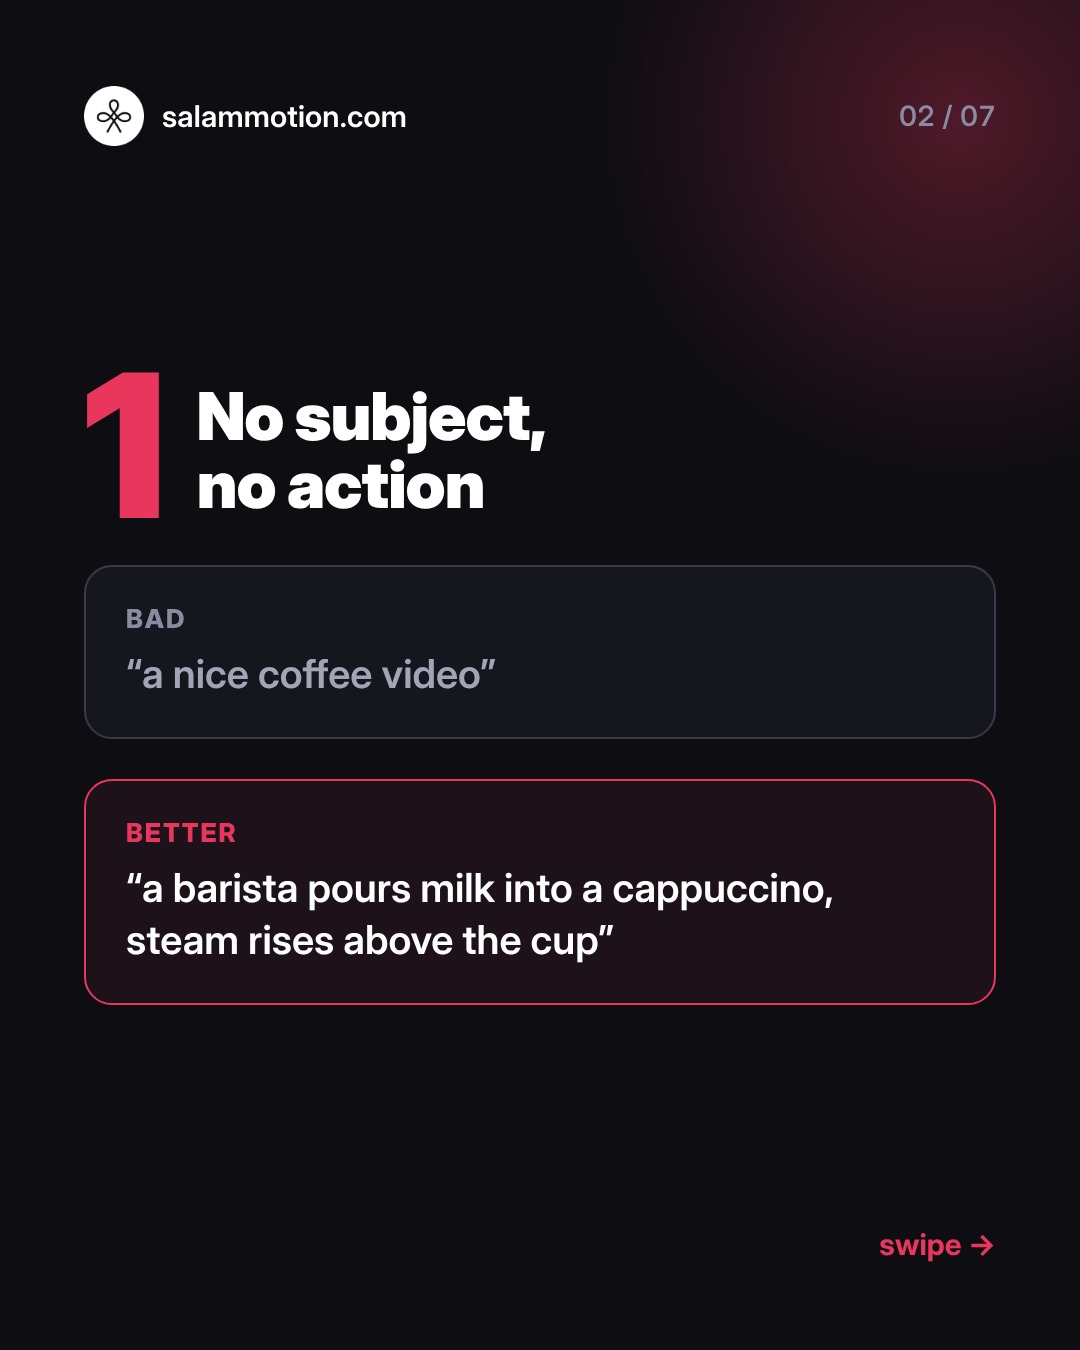 salammotion.com
02 / 07
1
No subject,
no action
BAD
“a nice coffee video”
BETTER
“a barista pours milk into a cappuccino,
steam rises above the cup”
swipe →